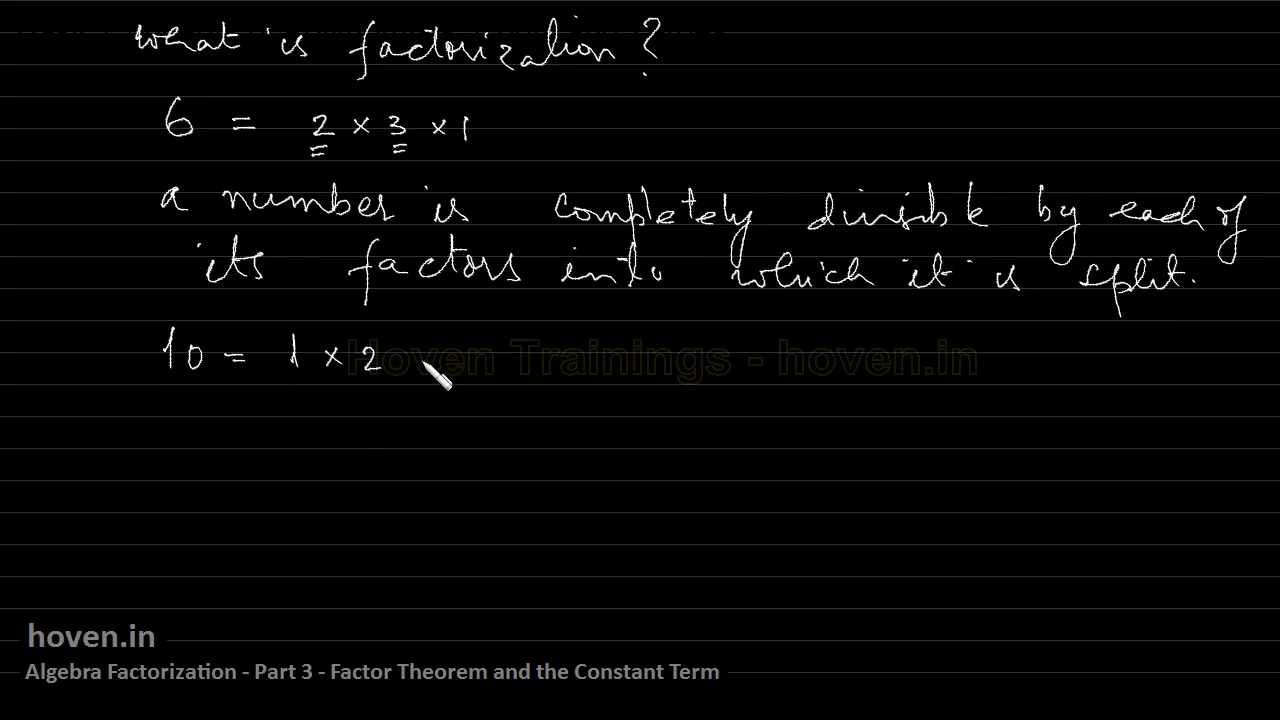 what is factorization?
6 = 2 × 3 × 1
a number is completely divisible by each of
its factors into which it is split.
10 = 1 × 2
Hoven Trainings - hoven.in
hoven.in
Algebra Factorization - Part 3 - Factor Theorem and the Constant Term